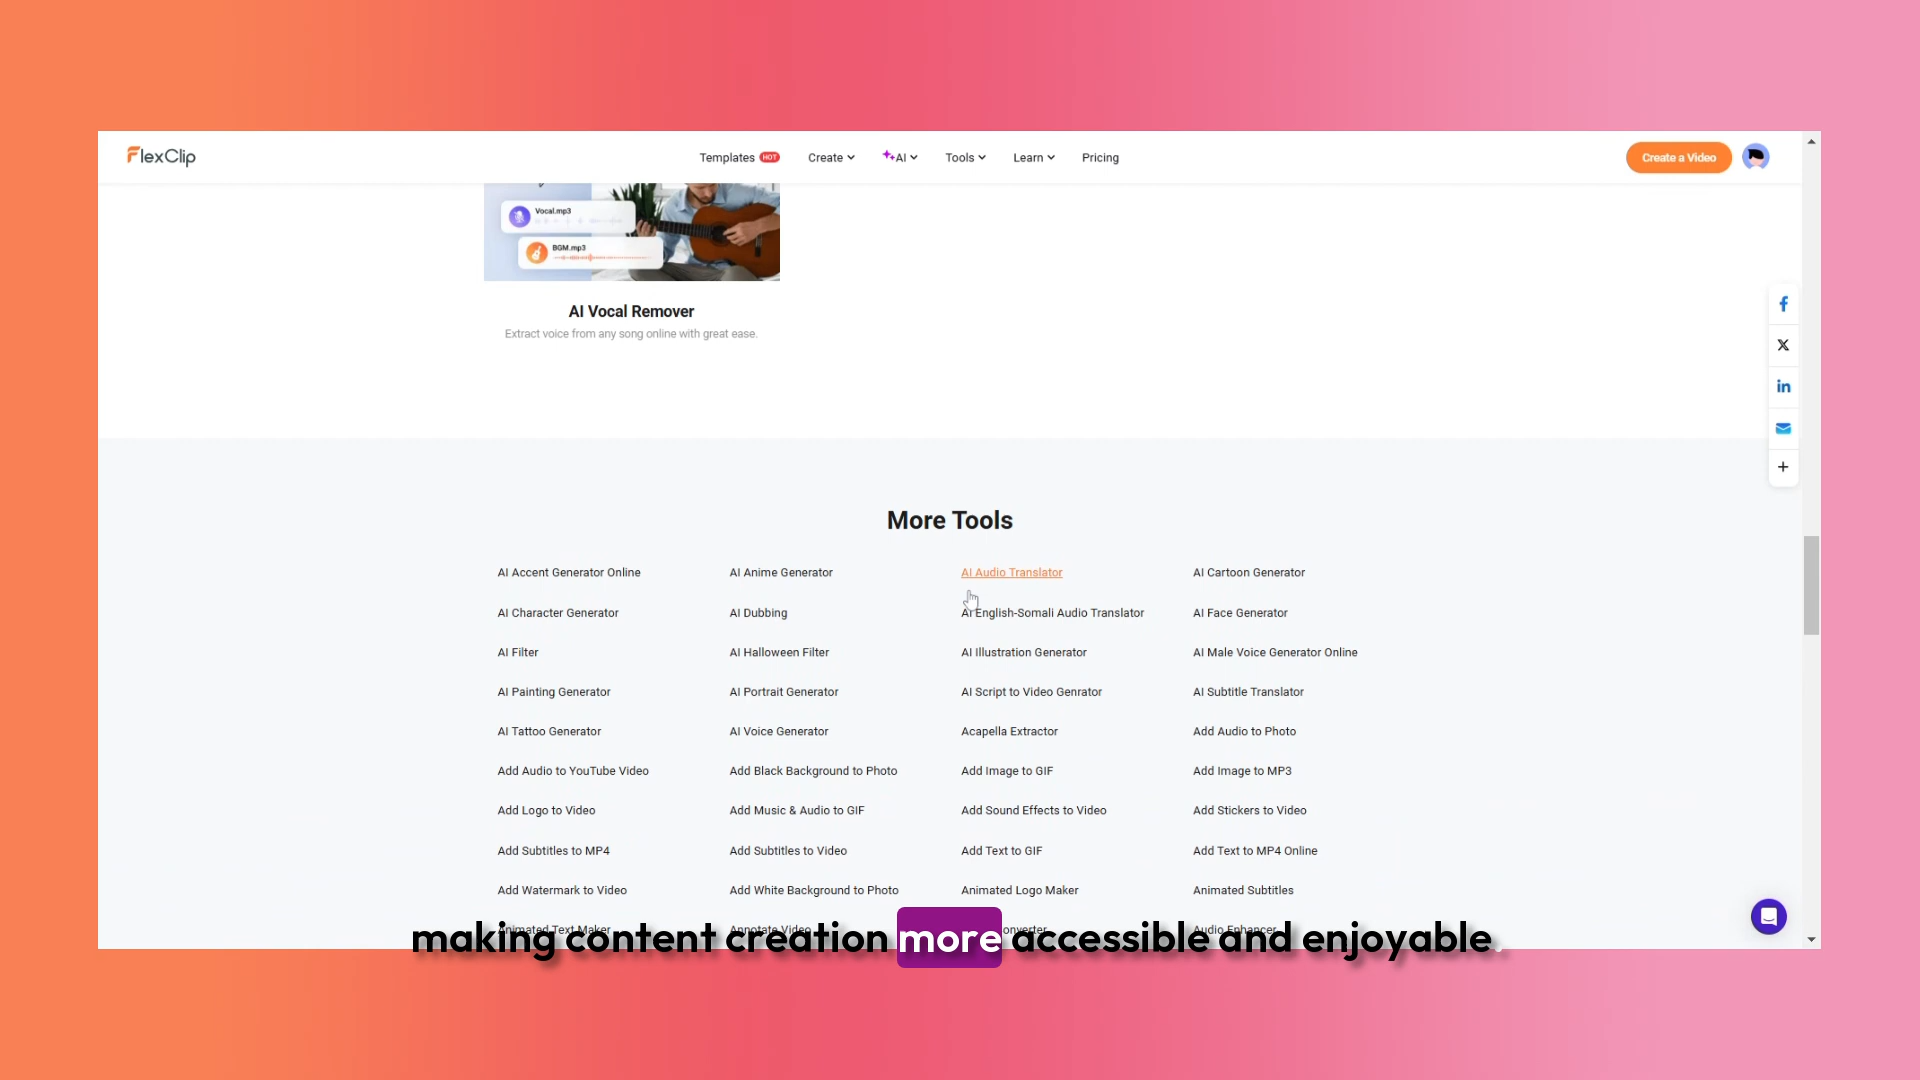 FlexClip
Templates HOT
Create
AI
Tools
Learn
Pricing
Create a Video
Vocal.mp3
BGM.mp3
AI Vocal Remover
Extract voice from any song online with great ease.
More Tools
AI Accent Generator Online
AI Anime Generator
AI Audio Translator
AI Cartoon Generator
AI Character Generator
AI Dubbing
AI English-Somali Audio Translator
AI Face Generator
AI Filter
AI Halloween Filter
AI Illustration Generator
AI Male Voice Generator Online
AI Painting Generator
AI Portrait Generator
AI Script to Video Genrator
AI Subtitle Translator
AI Tattoo Generator
AI Voice Generator
Acapella Extractor
Add Audio to Photo
Add Audio to YouTube Video
Add Black Background to Photo
Add Image to GIF
Add Image to MP3
Add Logo to Video
Add Music & Audio to GIF
Add Sound Effects to Video
Add Stickers to Video
Add Subtitles to MP4
Add Subtitles to Video
Add Text to GIF
Add Text to MP4 Online
Add Watermark to Video
Add White Background to Photo
Animated Logo Maker
Animated Subtitles
Animated Text Maker
Annotate Video
Audio Enhancer
making content creation more accessible and enjoyable.